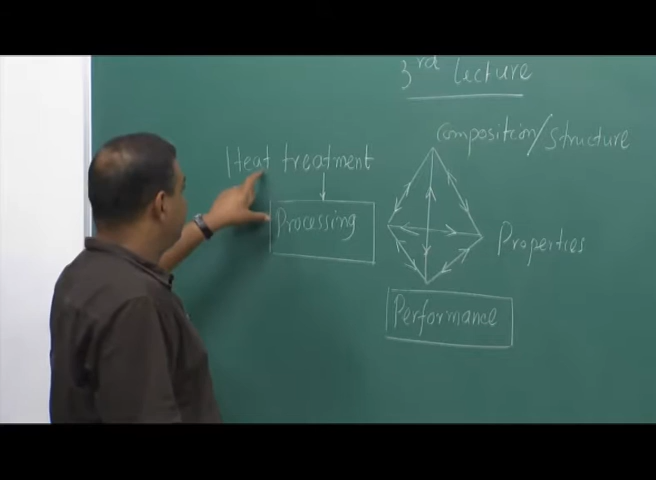 3rd lecture
Composition/Structure
Heat treatment
Processing
Properties
Performance